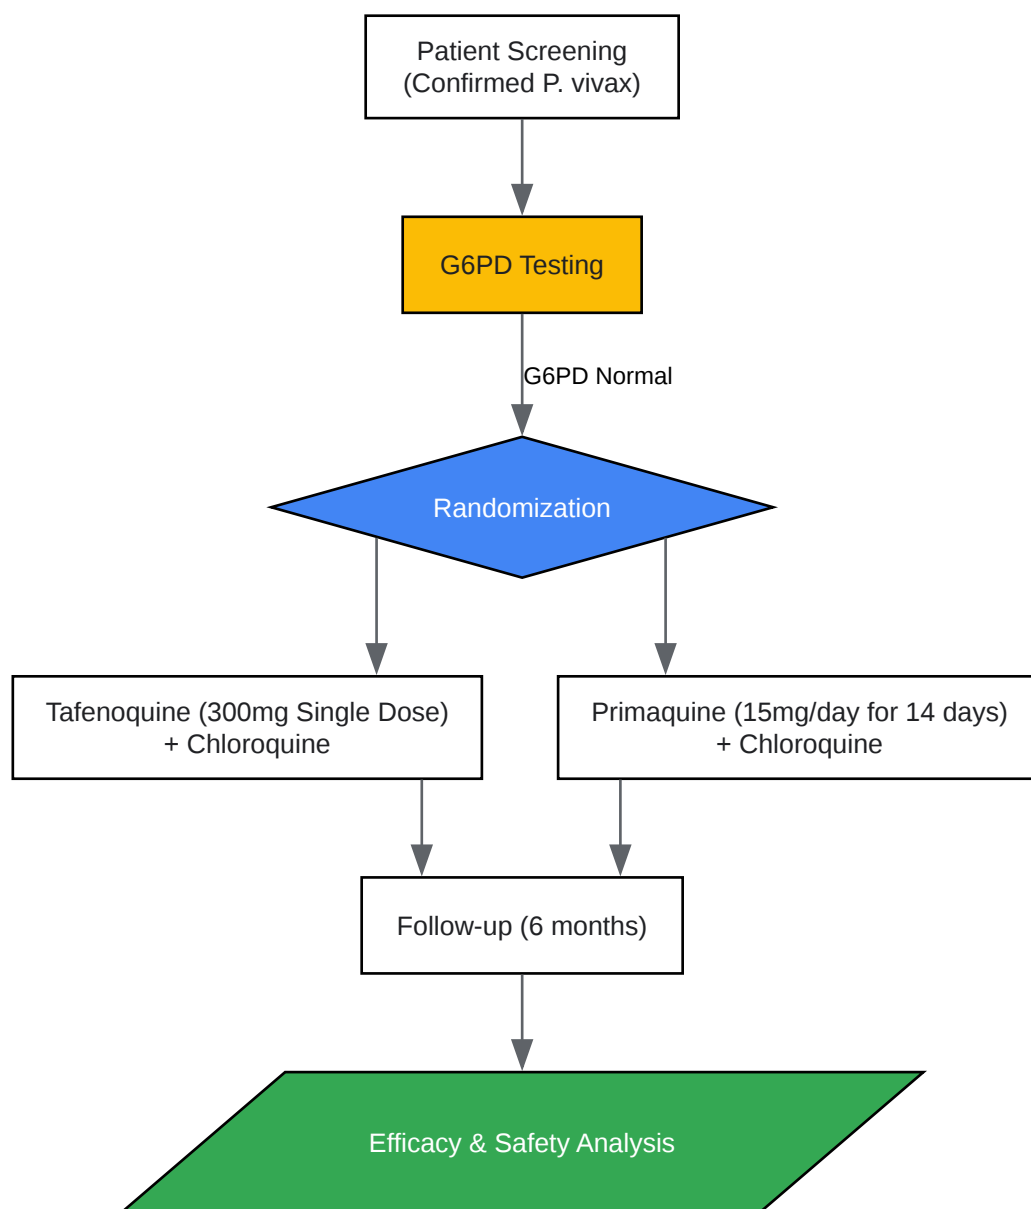 Patient Screening
(Confirmed P. vivax)
G6PD Testing
G6PD Normal
Randomization
Tafenoquine (300mg Single Dose)
+ Chloroquine
Primaquine (15mg/day for 14 days)
+ Chloroquine
Follow-up (6 months)
Efficacy & Safety Analysis